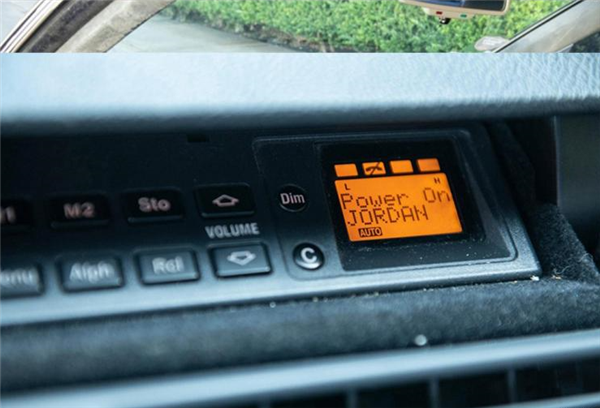 L H
Power On
JORDAN
AUTO
Dim
M2 Sto
VOLUME
C
Alph Rcl